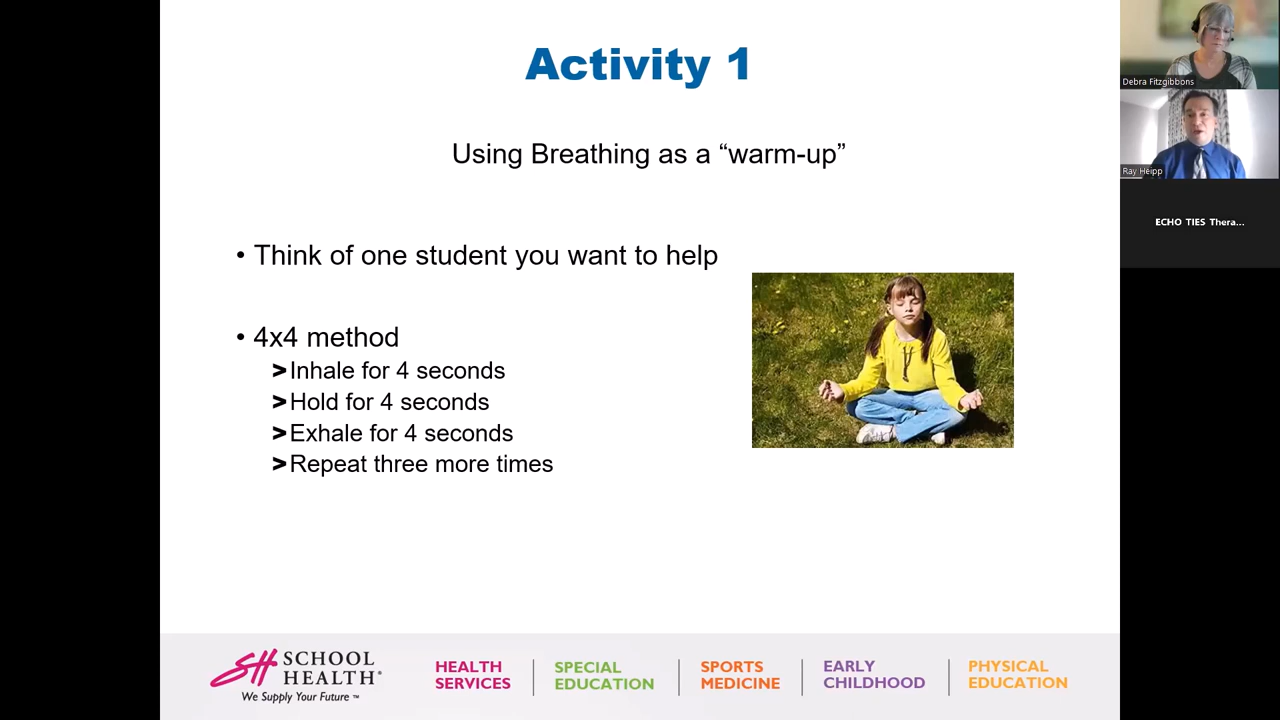 Activity 1
Using Breathing as a “warm-up”
• Think of one student you want to help
• 4x4 method
>Inhale for 4 seconds
>Hold for 4 seconds
>Exhale for 4 seconds
>Repeat three more times
SH SCHOOL HEALTH®
We Supply Your Future™
HEALTH SERVICES
SPECIAL EDUCATION
SPORTS MEDICINE
EARLY CHILDHOOD
PHYSICAL EDUCATION
Debra Fitzgibbons
Ray Heipp
ECHO TIES Thera...